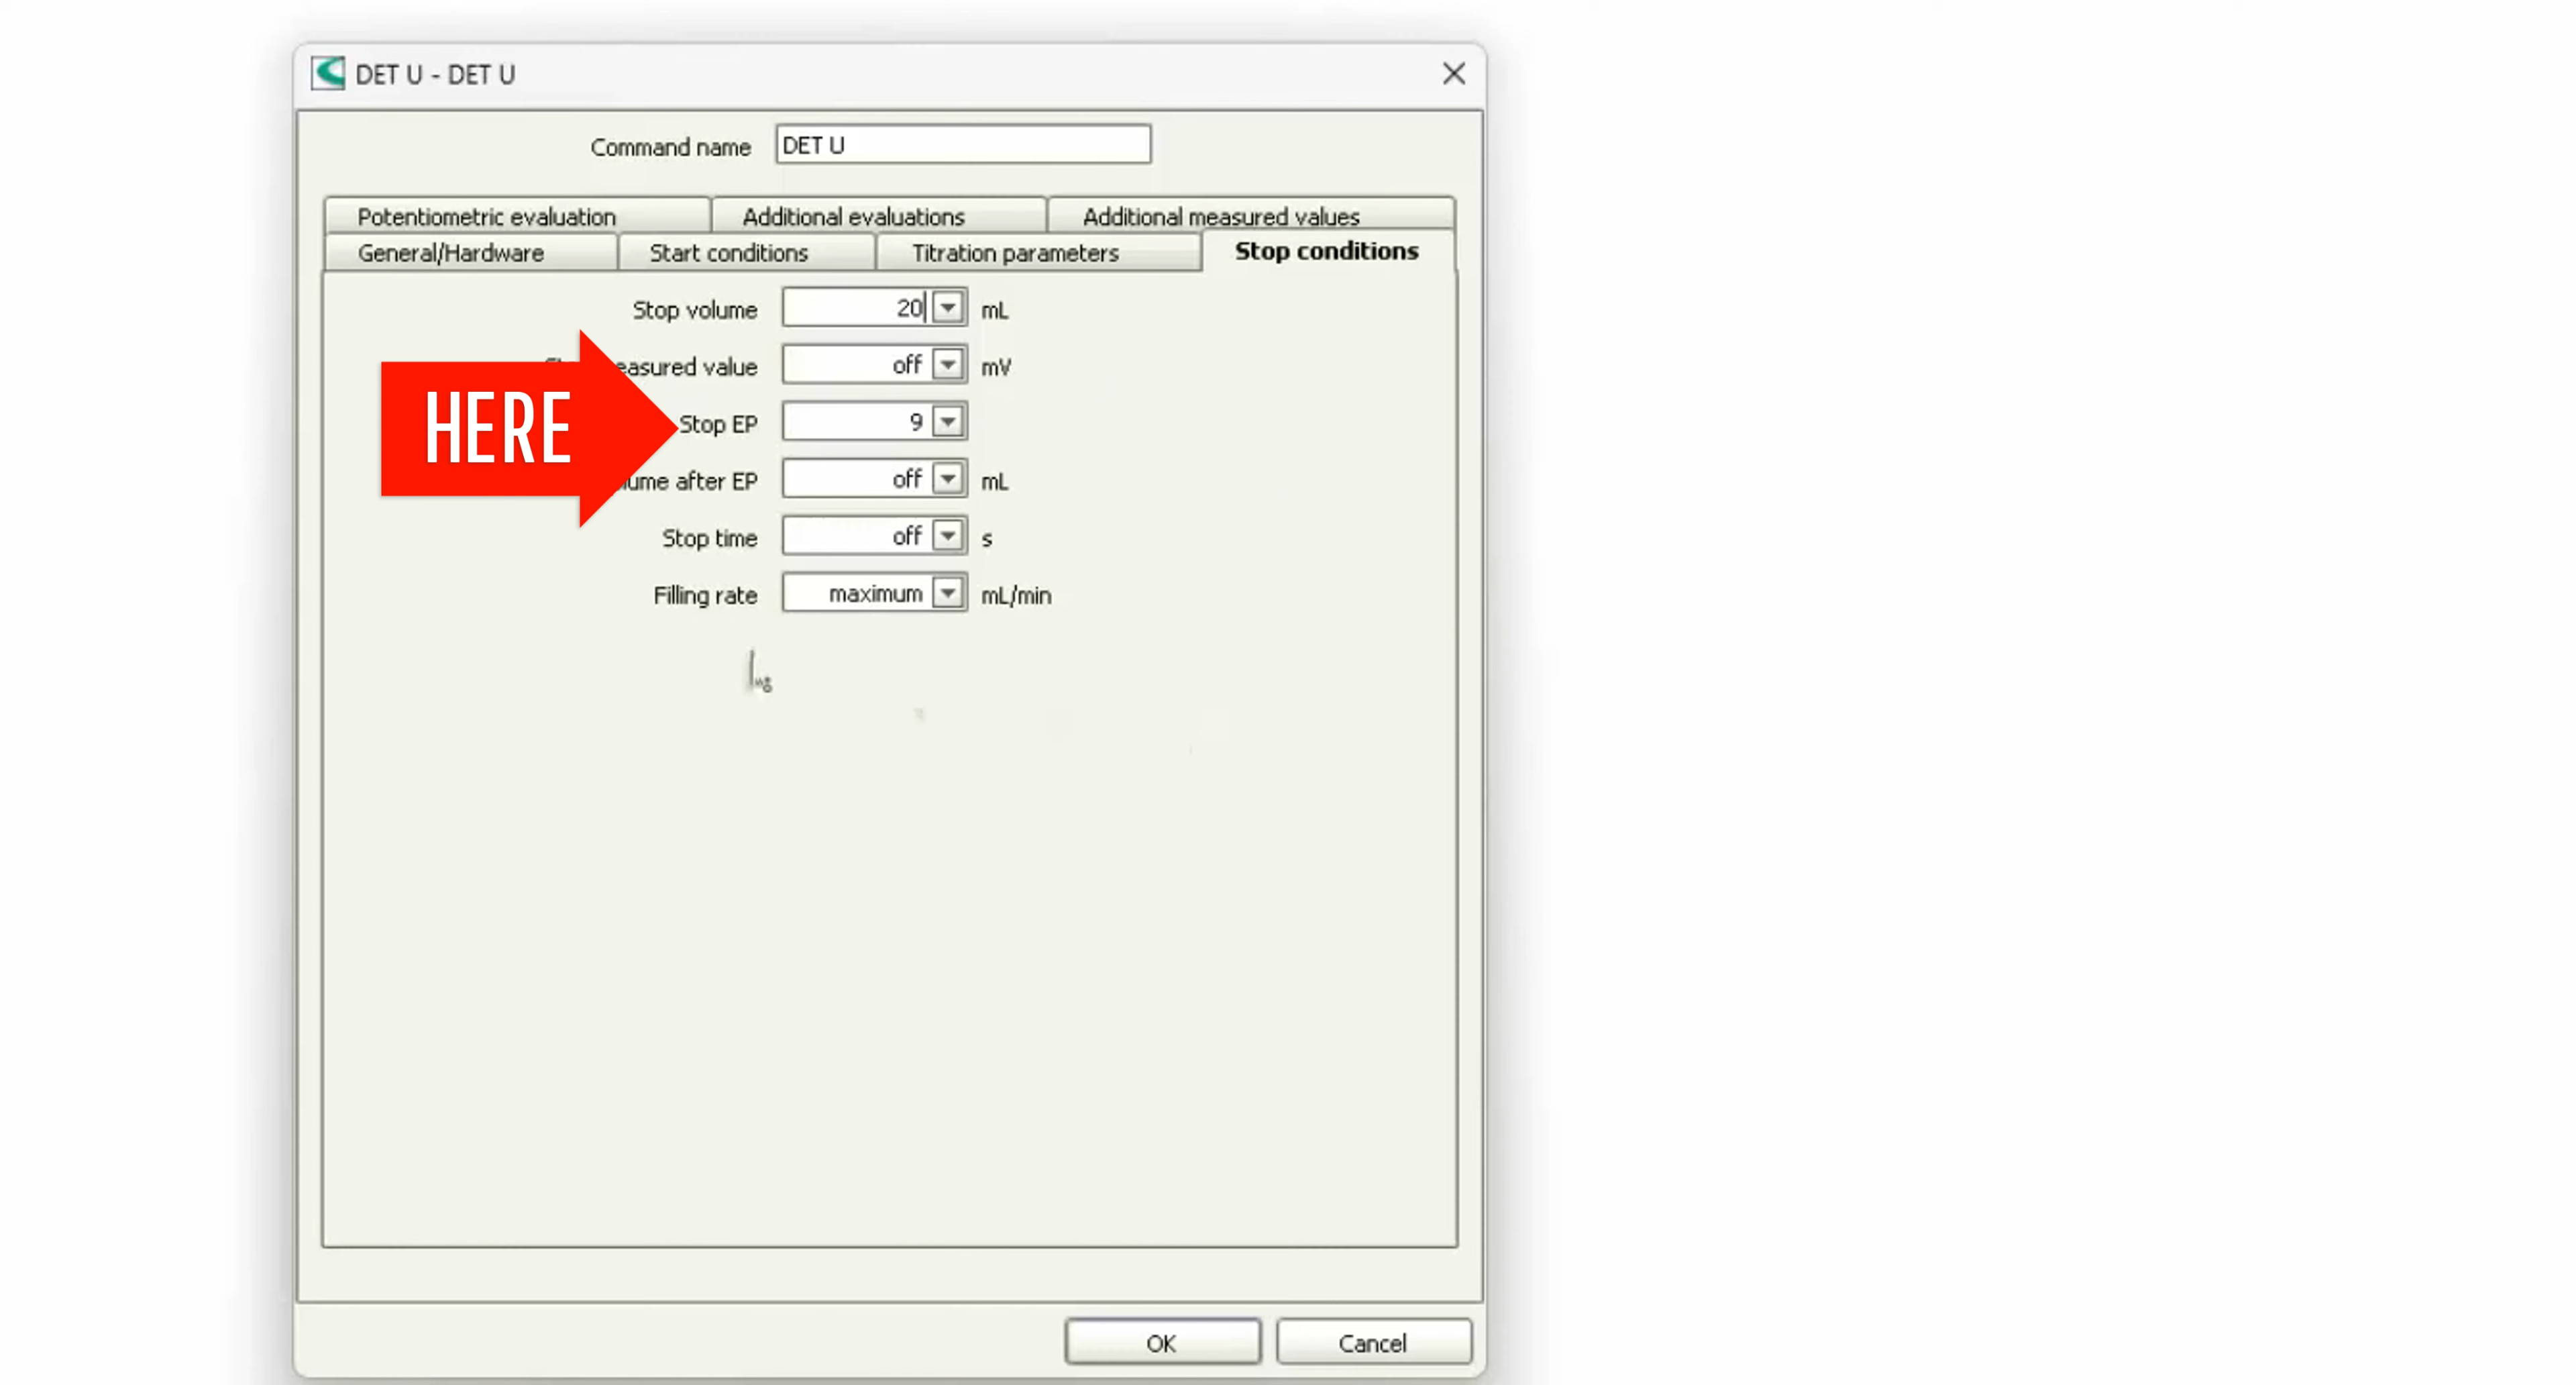 DET U - DET U
Command name DET U
Potentiometric evaluation Additional evaluations Additional measured values
General/Hardware Start conditions Titration parameters Stop conditions
Stop volume 20 mL
value off mV
HERE
Stop EP 9
after EP off mL
Stop time off s
Filling rate maximum mL/min
OK Cancel